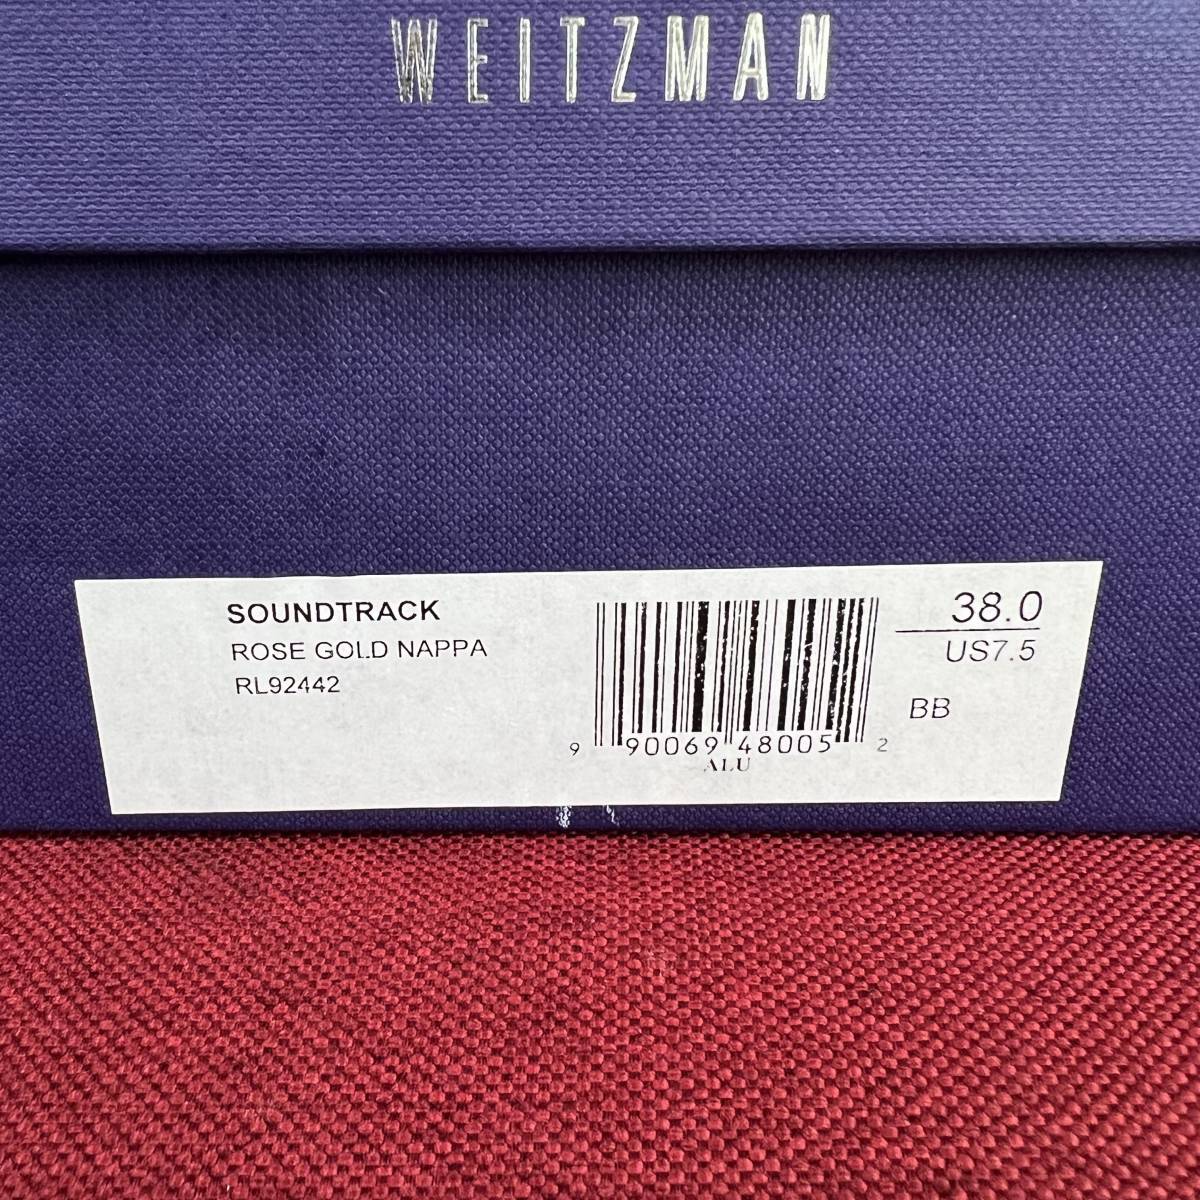 WEITZMAN
SOUNDTRACK
ROSE GOLD NAPPA
RL92442
9 90069 48005 2
ALU
38.0
US7.5
BB